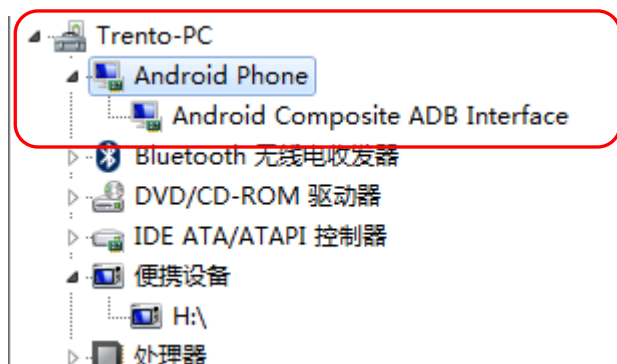 Trento-PC
Android Phone
Android Composite ADB Interface
Bluetooth 无线电收发器
DVD/CD-ROM 驱动器
IDE ATA/ATAPI 控制器
便携设备
H:\
处理器